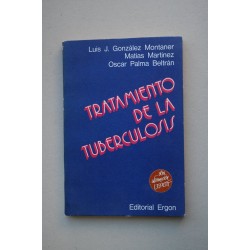 Luis J. González Montaner
Matías Martínez
Oscar Palma Beltrán
TRATAMIENTO
DE LA
TUBERCULOSIS
Editorial Ergon